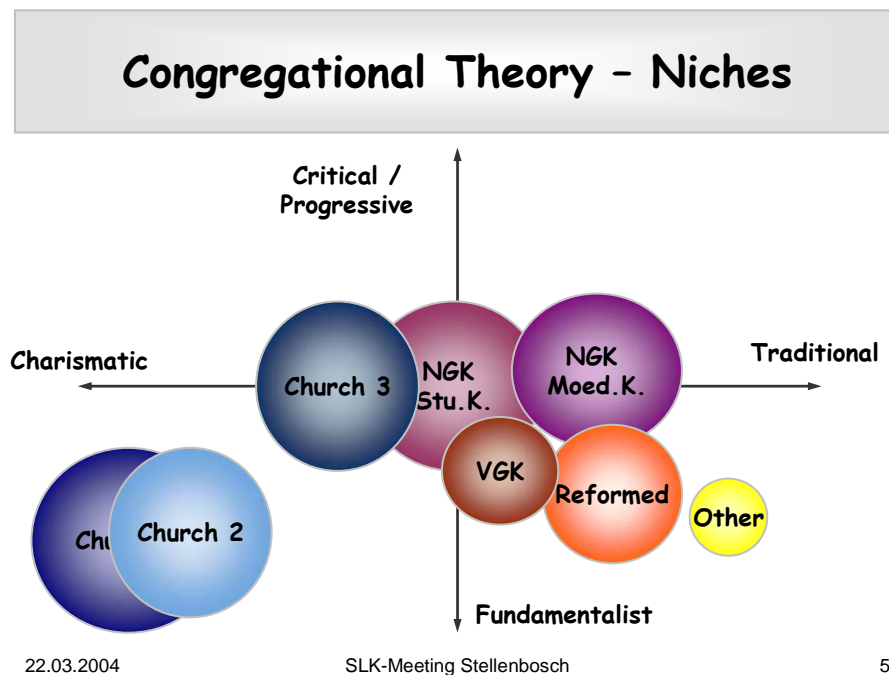 Congregational Theory – Niches
Critical /
Progressive
Charismatic
Traditional
Church 3
NGK
Stu.K.
NGK
Moed.K.
VGK
Reformed
Other
Church 2
Fundamentalist
22.03.2004
SLK-Meeting Stellenbosch
5